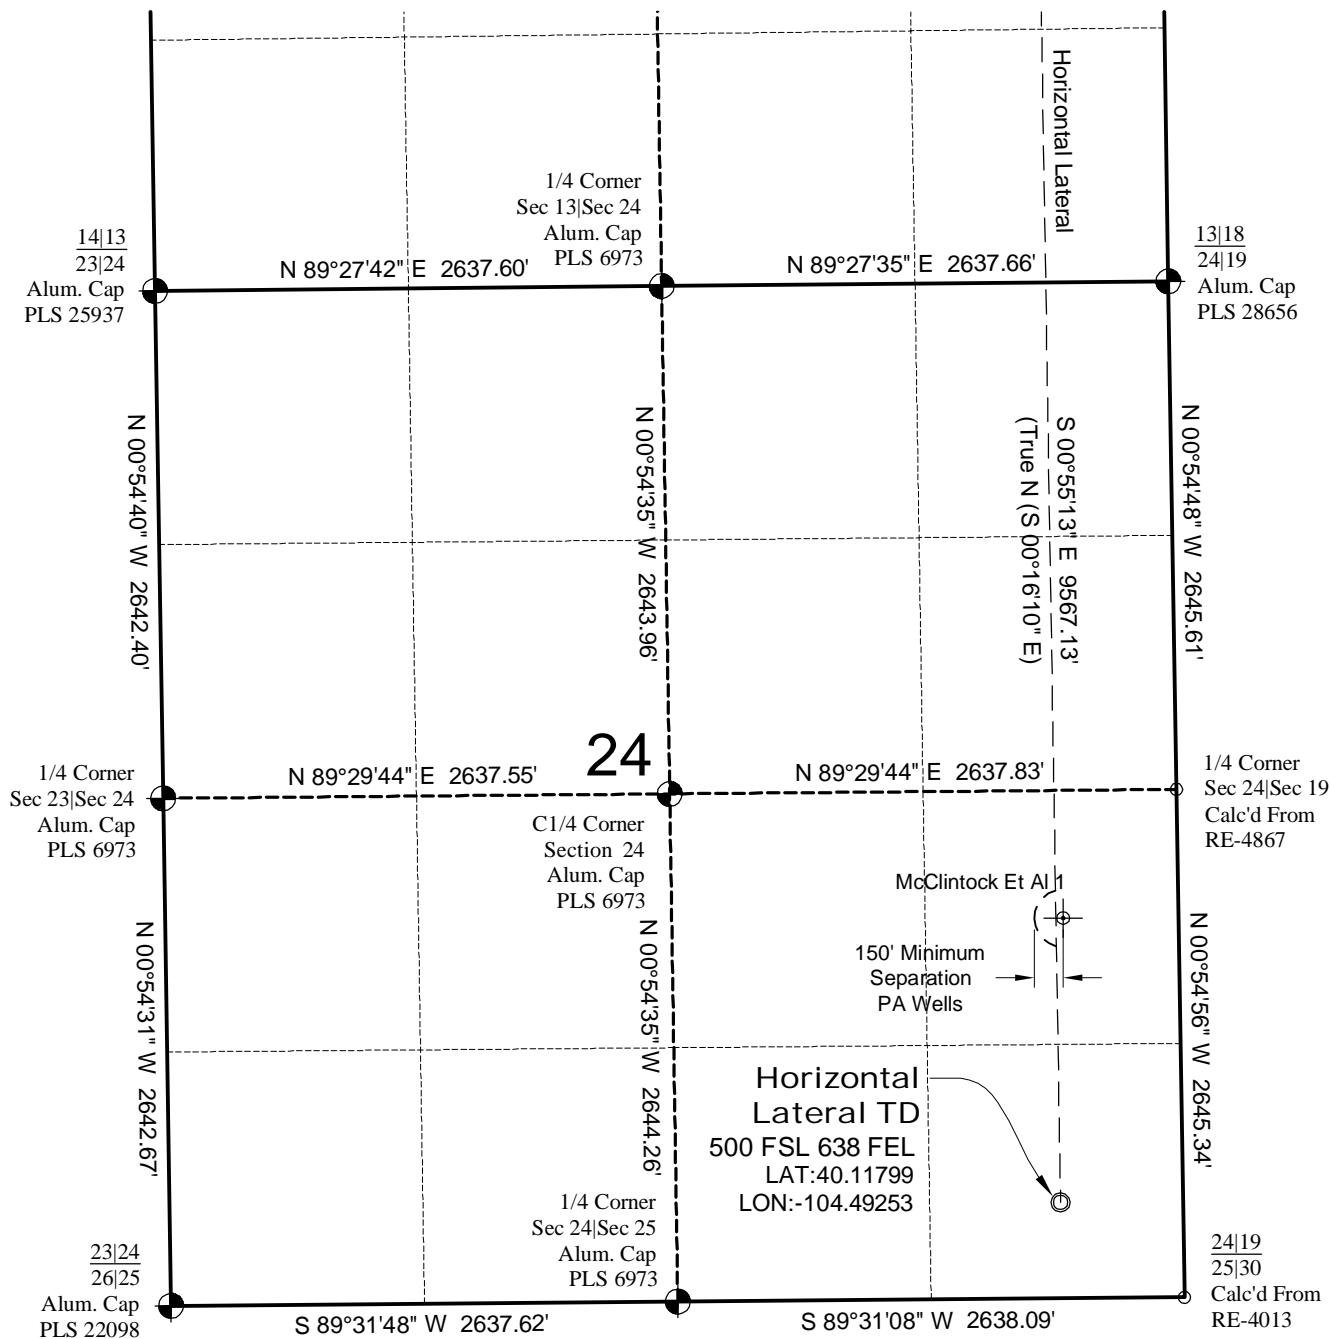 Horizontal Lateral
1/4 Corner
Sec 13|Sec 24
Alum. Cap
PLS 6973
14|13
23|24
Alum. Cap
PLS 25937
N 89°27'42" E 2637.60'
N 89°27'35" E 2637.66'
13|18
24|19
Alum. Cap
PLS 28656
N 00°54'40" W 2642.40'
N 00°54'35" W 2643.96'
S 00°55'13" E 9567.13'
(True N (S 00°16'10" E)
N 00°54'48" W 2645.61'
24
1/4 Corner
Sec 23|Sec 24
Alum. Cap
PLS 6973
N 89°29'44" E 2637.55'
N 89°29'44" E 2637.83'
1/4 Corner
Sec 24|Sec 19
Calc'd From
RE-4867
C1/4 Corner
Section 24
Alum. Cap
PLS 6973
McClintock Et Al 1
150' Minimum
Separation
PA Wells
N 00°54'31" W 2642.67'
N 00°54'35" W 2644.26'
N 00°54'56" W 2645.34'
Horizontal
Lateral TD
500 FSL 638 FEL
LAT:40.11799
LON:-104.49253
1/4 Corner
Sec 24|Sec 25
Alum. Cap
PLS 6973
23|24
26|25
Alum. Cap
PLS 22098
24|19
25|30
Calc'd From
RE-4013
S 89°31'48" W 2637.62'
S 89°31'08" W 2638.09'